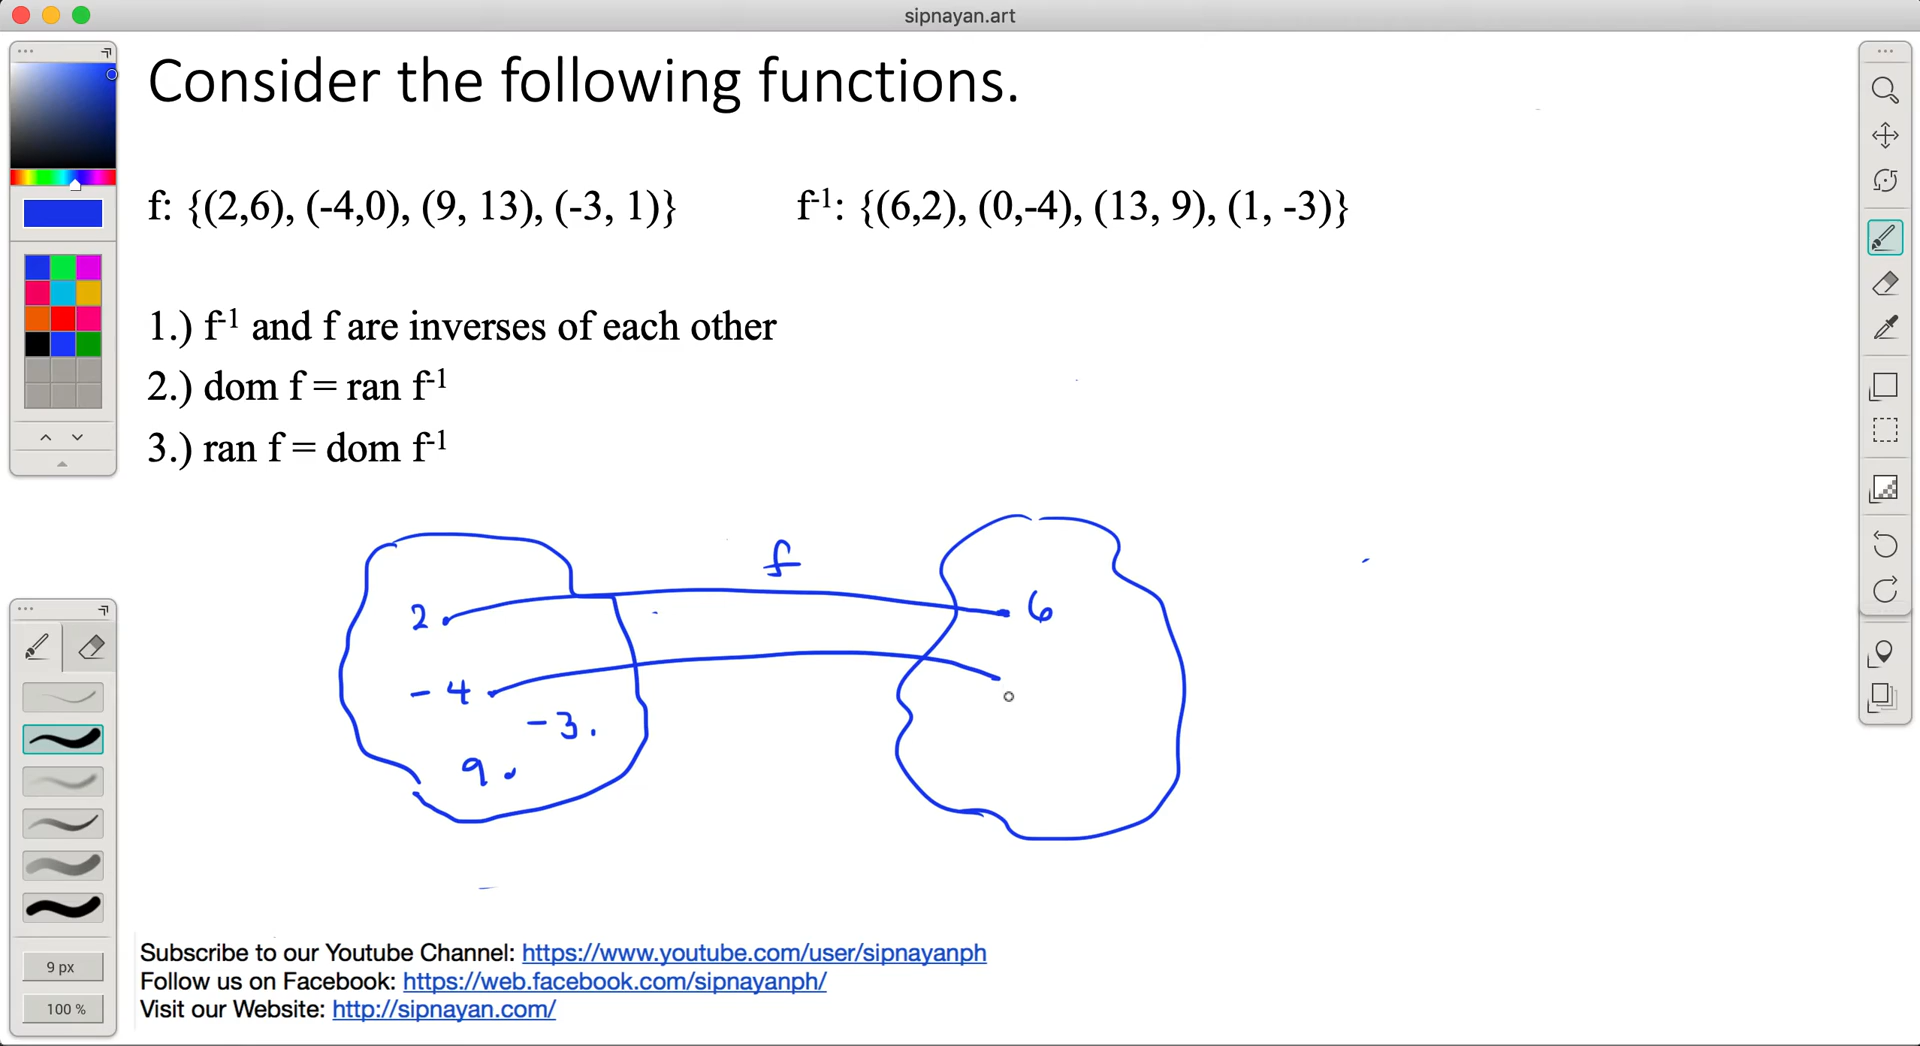 sipnayan.art
Consider the following functions.
f: {(2,6), (-4,0), (9, 13), (-3, 1)} f⁻¹: {(6,2), (0,-4), (13, 9), (1, -3)}
1.) f⁻¹ and f are inverses of each other
2.) dom f = ran f⁻¹
3.) ran f = dom f⁻¹
f
2 6
-4
-3
9
Subscribe to our Youtube Channel: https://www.youtube.com/user/sipnayanph
Follow us on Facebook: https://web.facebook.com/sipnayanph/
Visit our Website: http://sipnayan.com/
9 px
100 %